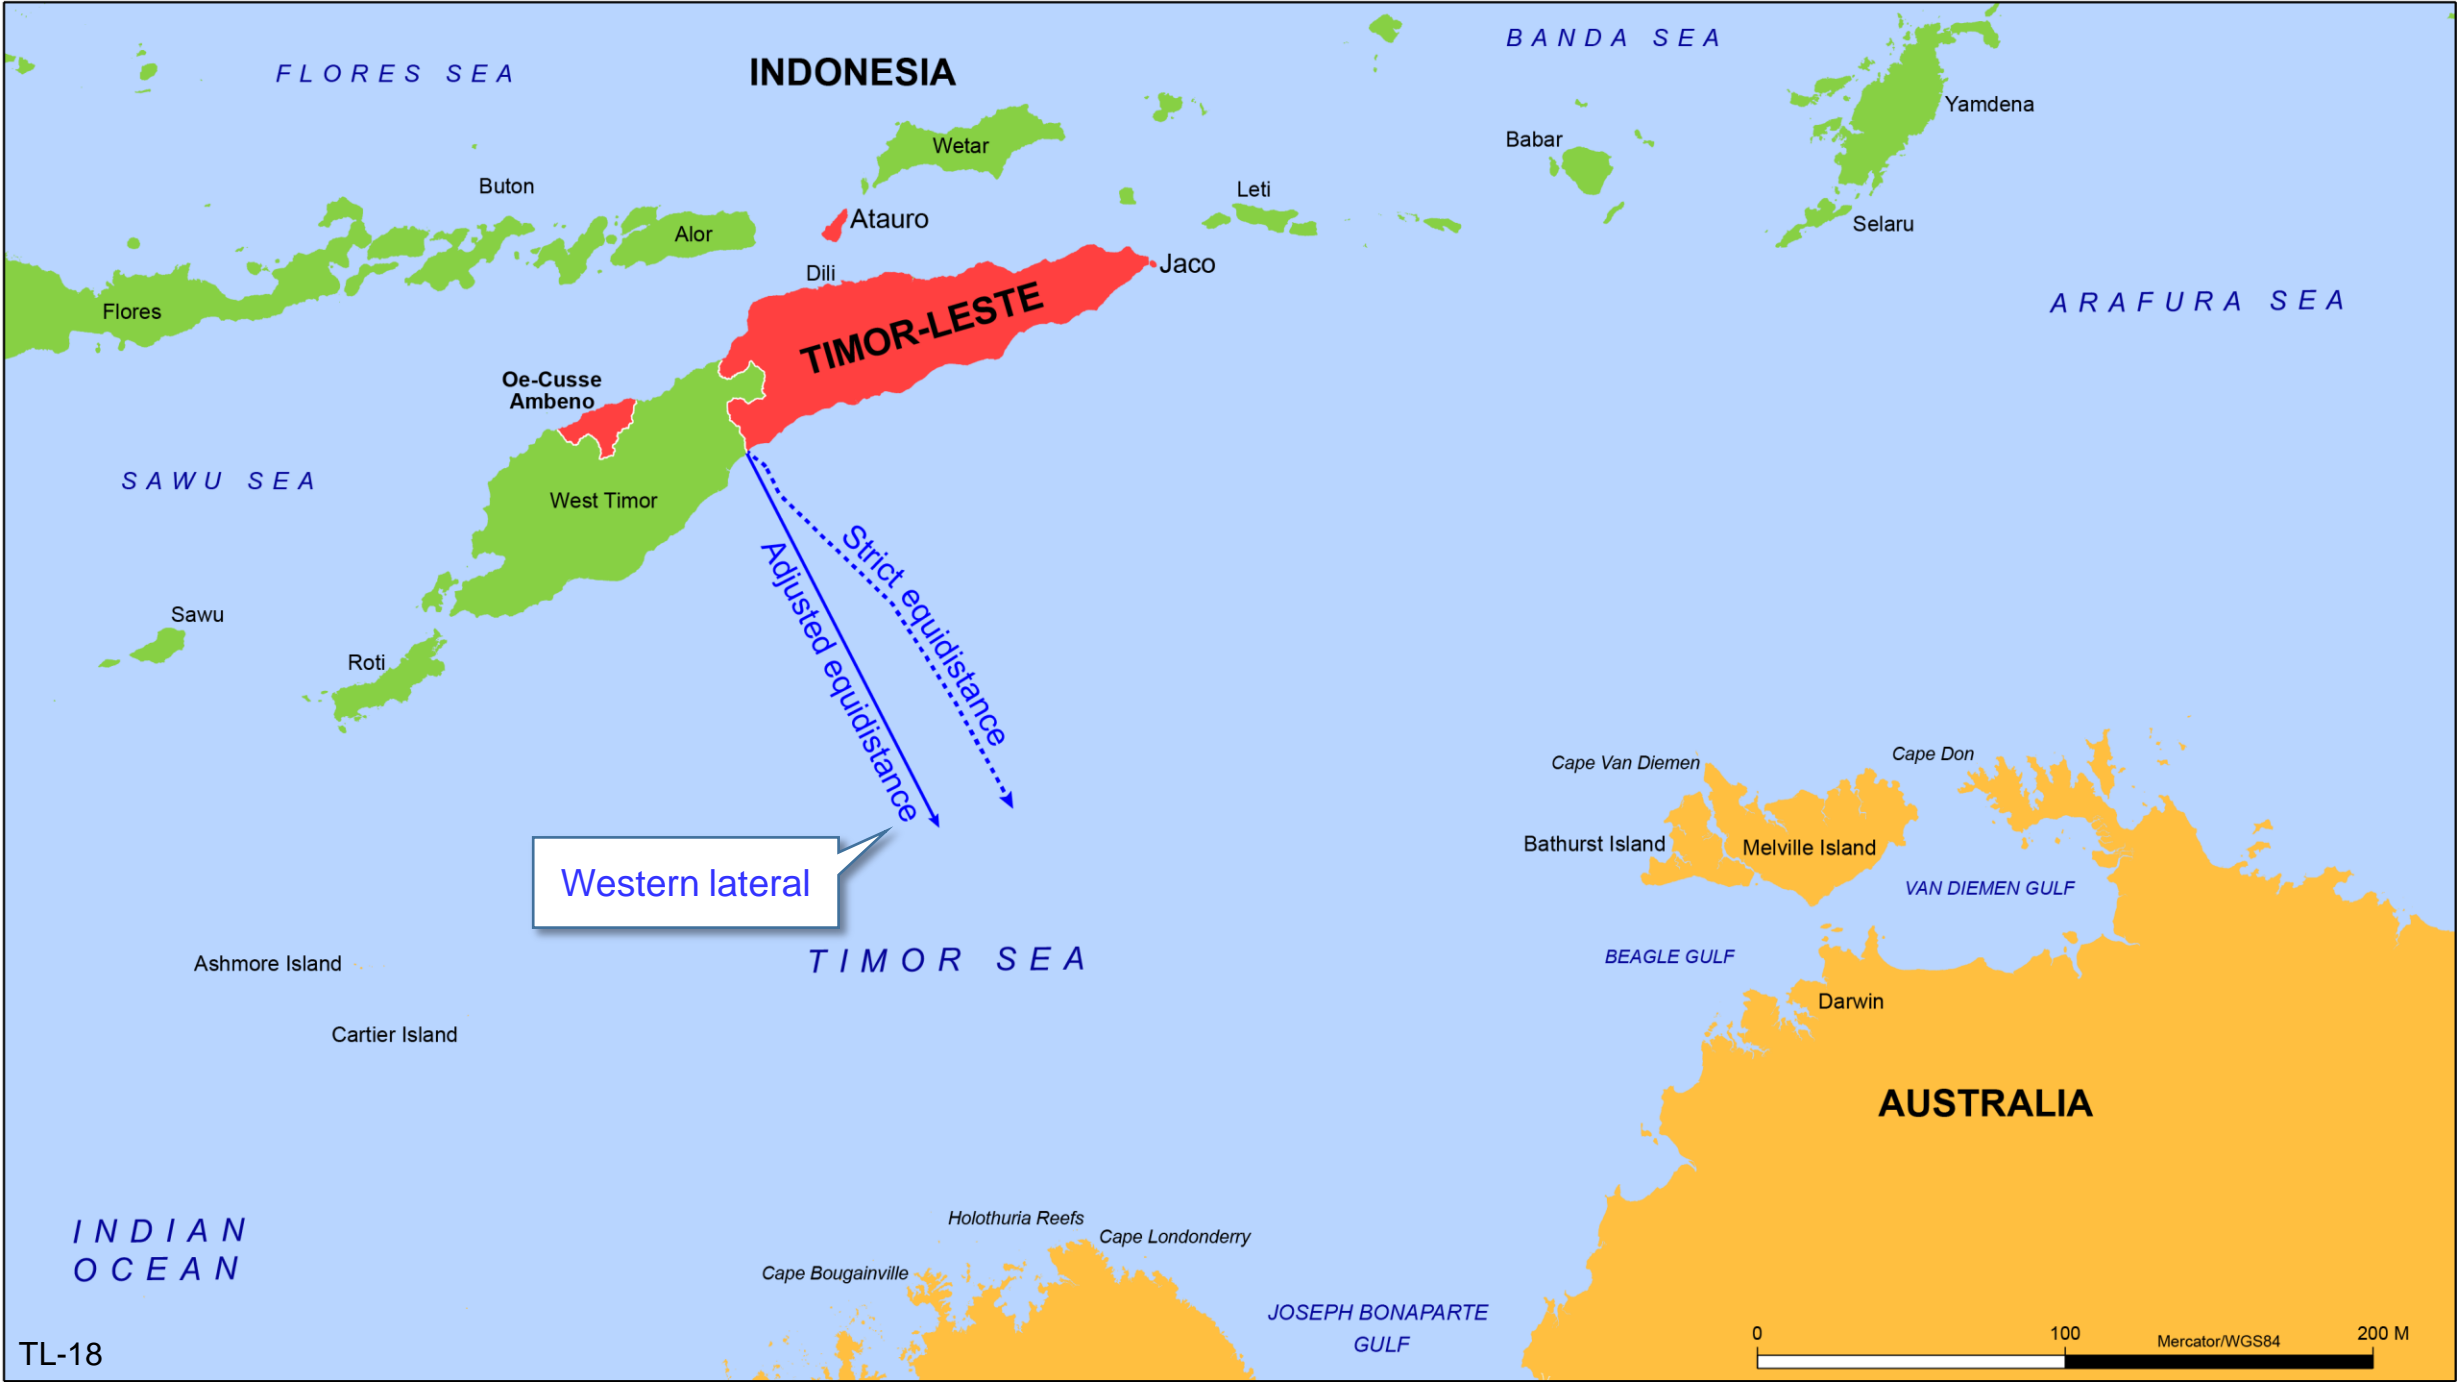 BANDA SEA
FLORES SEA
INDONESIA
Yamdena
Babar
Wetar
Buton
Leti
Atauro
Selaru
Alor
Jaco
Dili
ARAFURA SEA
Flores
TIMOR-LESTE
Oe-Cusse
Ambeno
SAWU SEA
West Timor
Strict equidistance
Adjusted equidistance
Sawu
Roti
Cape Don
Cape Van Diemen
Bathurst Island
Melville Island
Western lateral
VAN DIEMEN GULF
TIMOR SEA
BEAGLE GULF
Ashmore Island
Darwin
Cartier Island
AUSTRALIA
Holothuria Reefs
Cape Londonderry
INDIAN
OCEAN
Cape Bougainville
JOSEPH BONAPARTE
GULF
0 100 200 M
Mercator/WGS84
TL-18